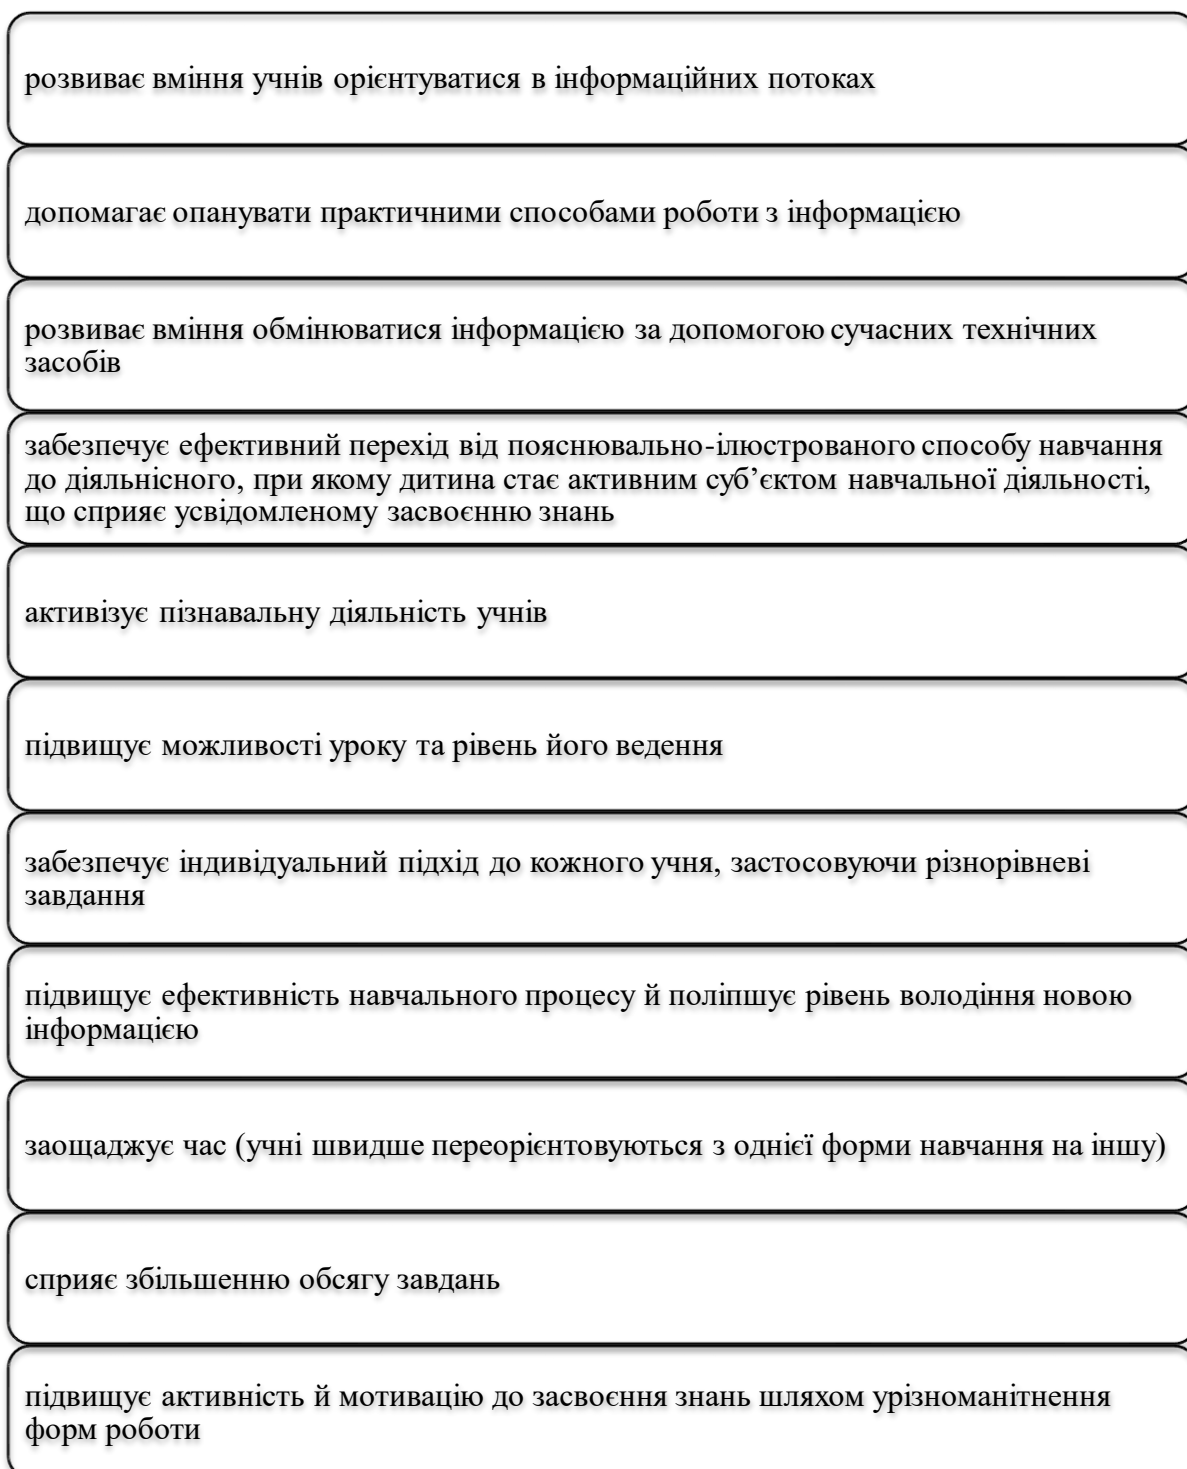 розвиває вміння учнів орієнтуватися в інформаційних потоках
допомагає опанувати практичними способами роботи з інформацією
розвиває вміння обмінюватися інформацією за допомогою сучасних технічних
засобів
забезпечує ефективний перехід від пояснювально-ілюстрованого способу навчання
до діяльнісного, при якому дитина стає активним суб’єктом навчальної діяльності,
що сприяє усвідомленому засвоєнню знань
активізує пізнавальну діяльність учнів
підвищує можливості уроку та рівень його ведення
забезпечує індивідуальний підхід до кожного учня, застосовуючи різнорівневі
завдання
підвищує ефективність навчального процесу й поліпшує рівень володіння новою
інформацією
заощаджує час (учні швидше переорієнтовуються з однієї форми навчання на іншу)
сприяє збільшенню обсягу завдань
підвищує активність й мотивацію до засвоєння знань шляхом урізноманітнення
форм роботи